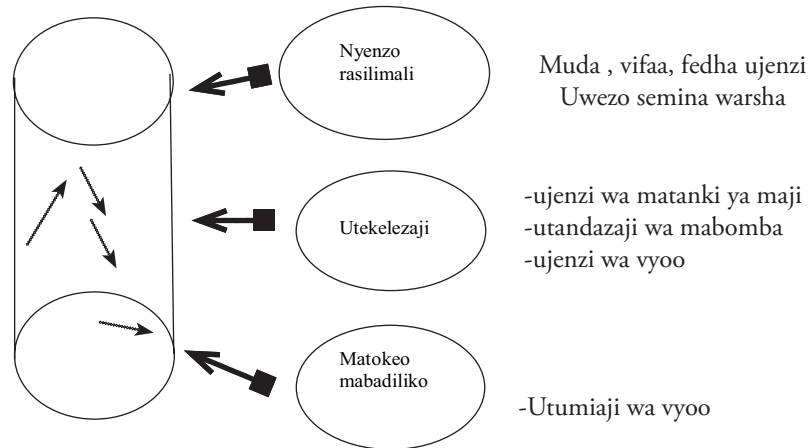 Nyenzo
rasilimali
Muda , vifaa, fedha ujenzi
Uwezo semina warsha
Utekelezaji
-ujenzi wa matanki ya maji
-utandazaji wa mabomba
-ujenzi wa vyoo
Matokeo
mabadiliko
-Utumiaji wa vyoo